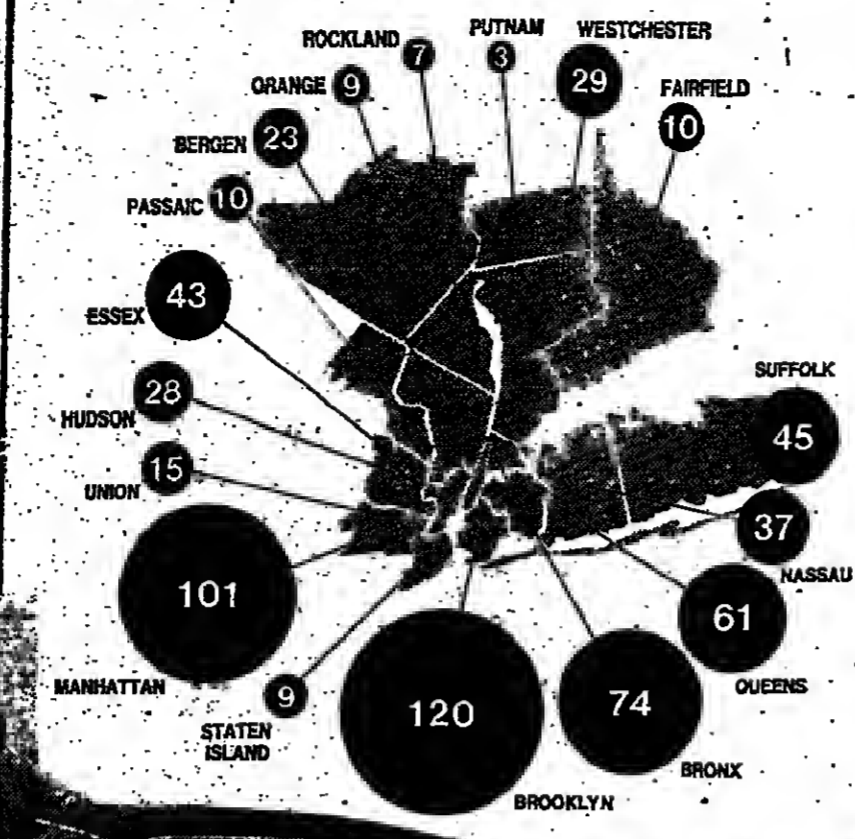 ROCKLAND 7
PUTNAM 3
WESTCHESTER 29
ORANGE 9
FAIRFIELD 10
BERGEN 23
PASSAIC 10
ESSEX 43
SUFFOLK 45
HUDSON 28
UNION 15
37 NASSAU
101 MANHATTAN
61 QUEENS
9 STATEN
ISLAND
120 BROOKLYN
74 BRONX